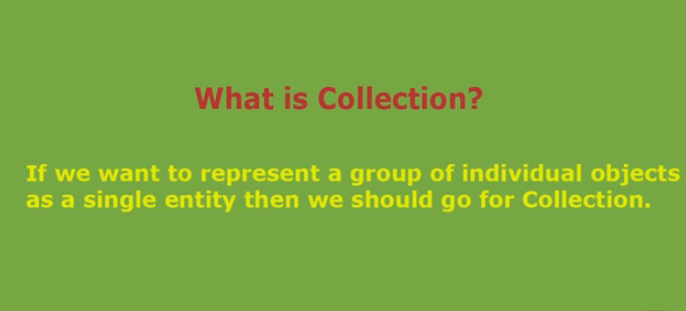 What is Collection?
If we want to represent a group of individual objects
as a single entity then we should go for Collection.